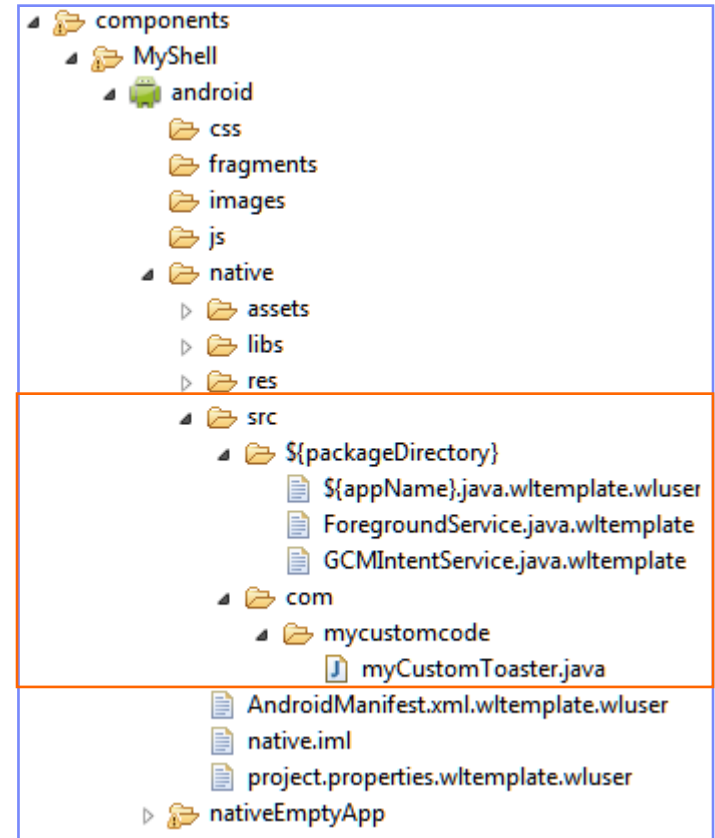 components
MyShell
android
css
fragments
images
js
native
assets
libs
res
src
${packageDirectory}
${appName}.java.wltemplate.wluser
ForegroundService.java.wltemplate
GCMIntentService.java.wltemplate
com
mycustomcode
myCustomToaster.java
AndroidManifest.xml.wltemplate.wluser
native.iml
project.properties.wltemplate.wluser
nativeEmptyApp